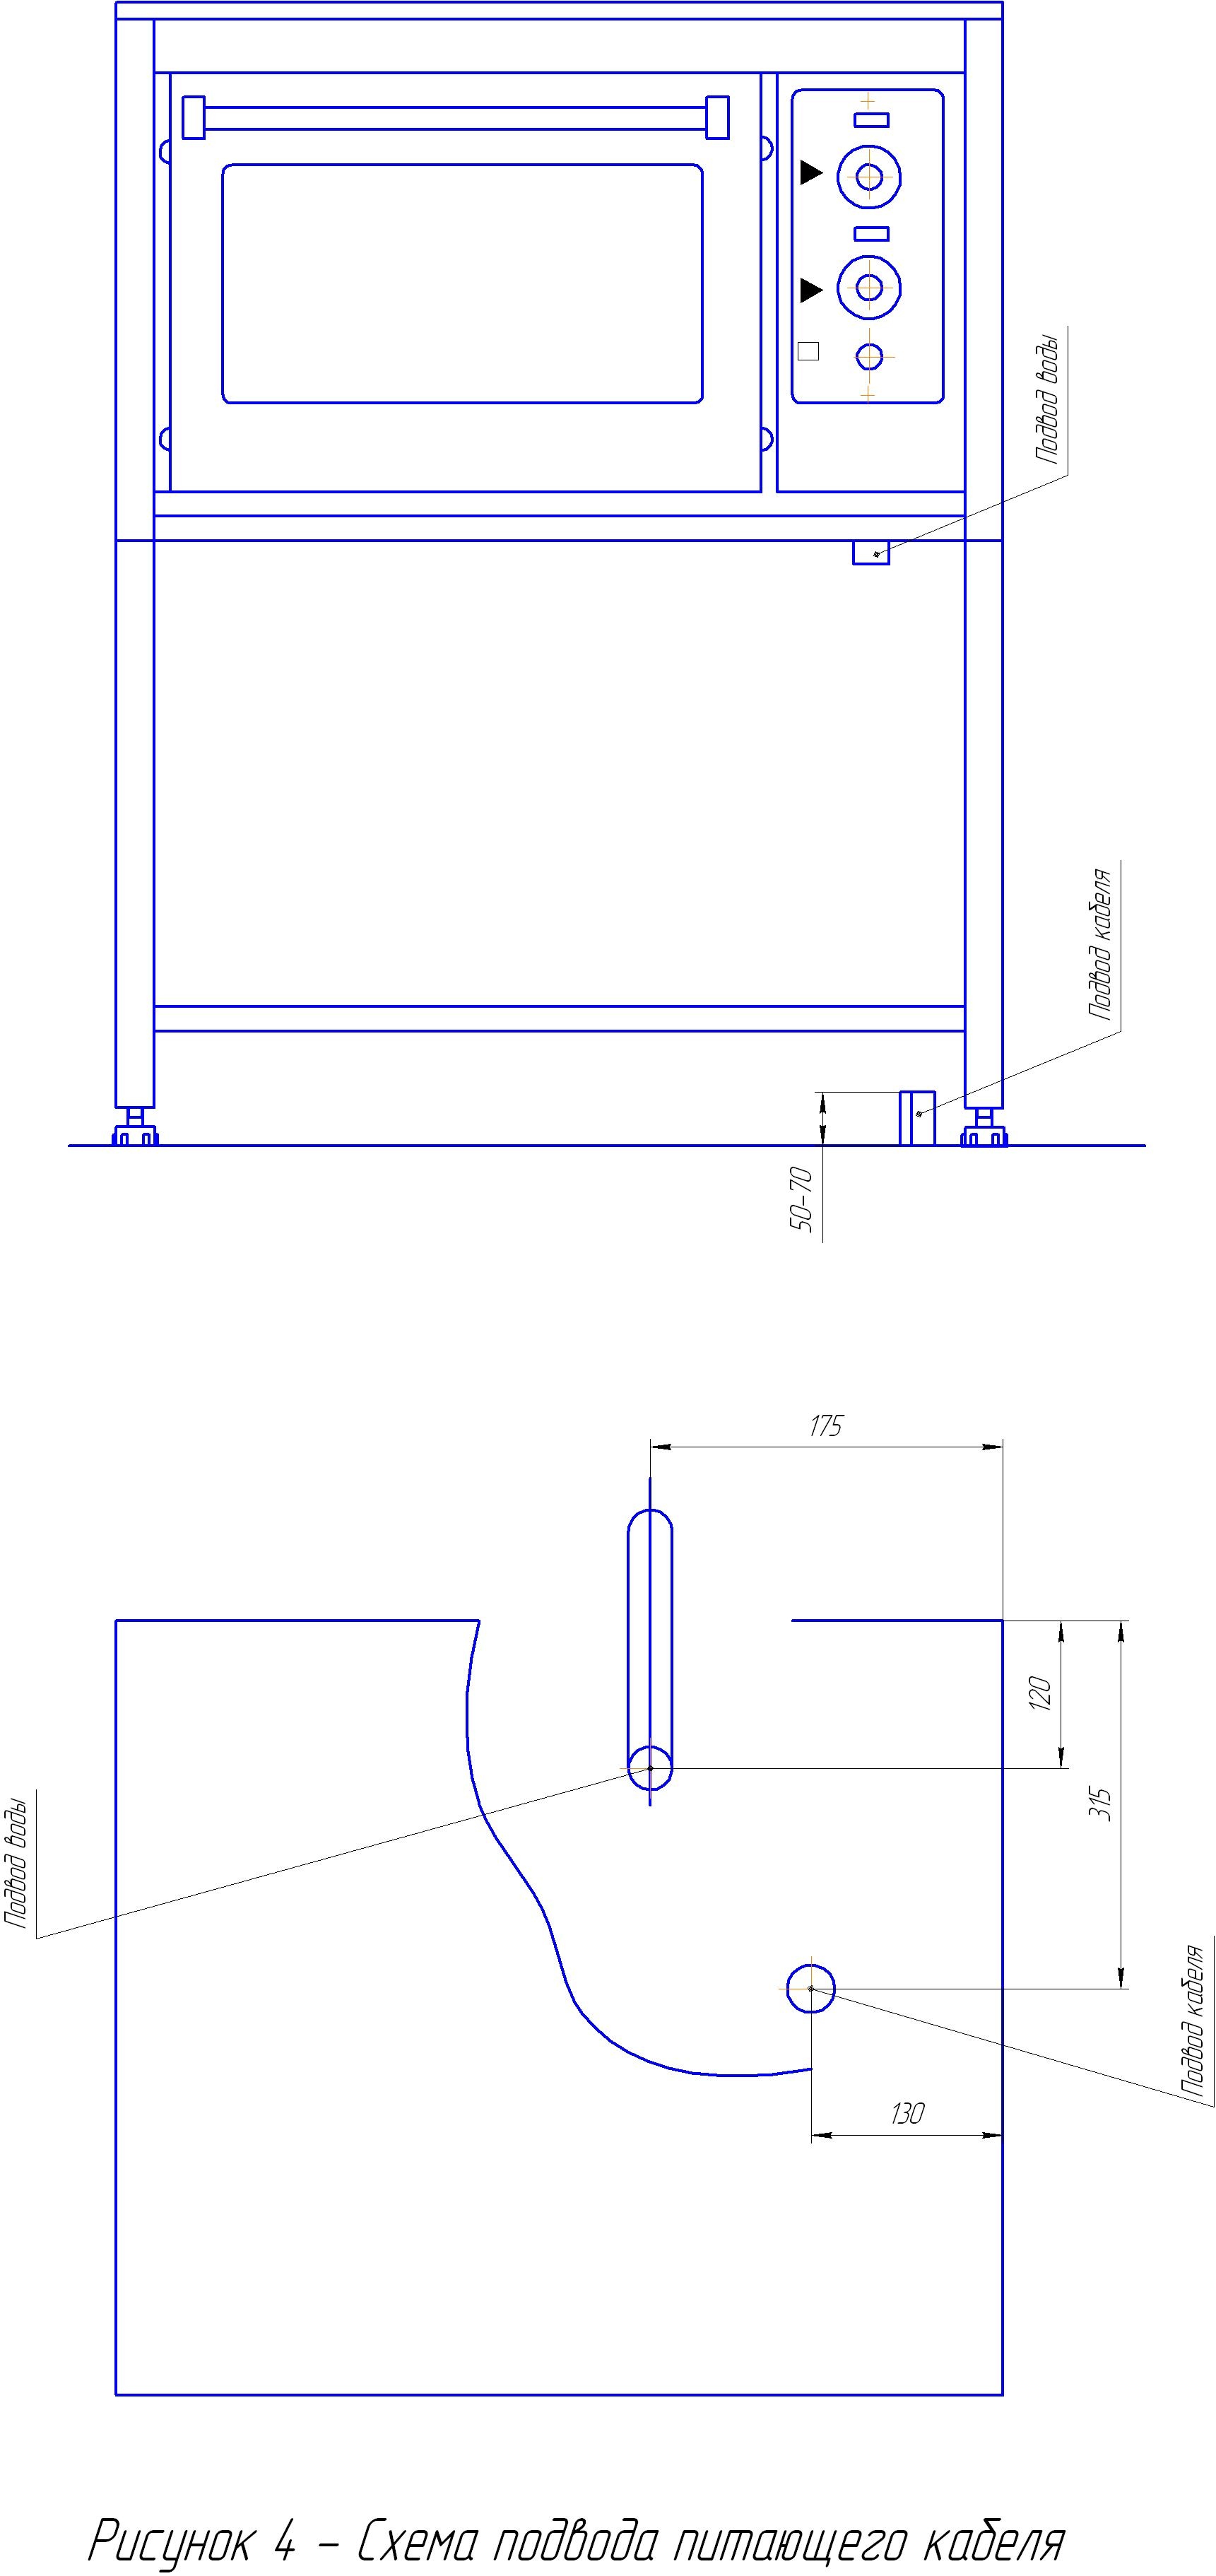 Подвод воды
Подвод кабеля
50-70
175
120
315
Подвод воды
Подвод кабеля
130
Рисунок 4 - Схема подвода питающего кабеля